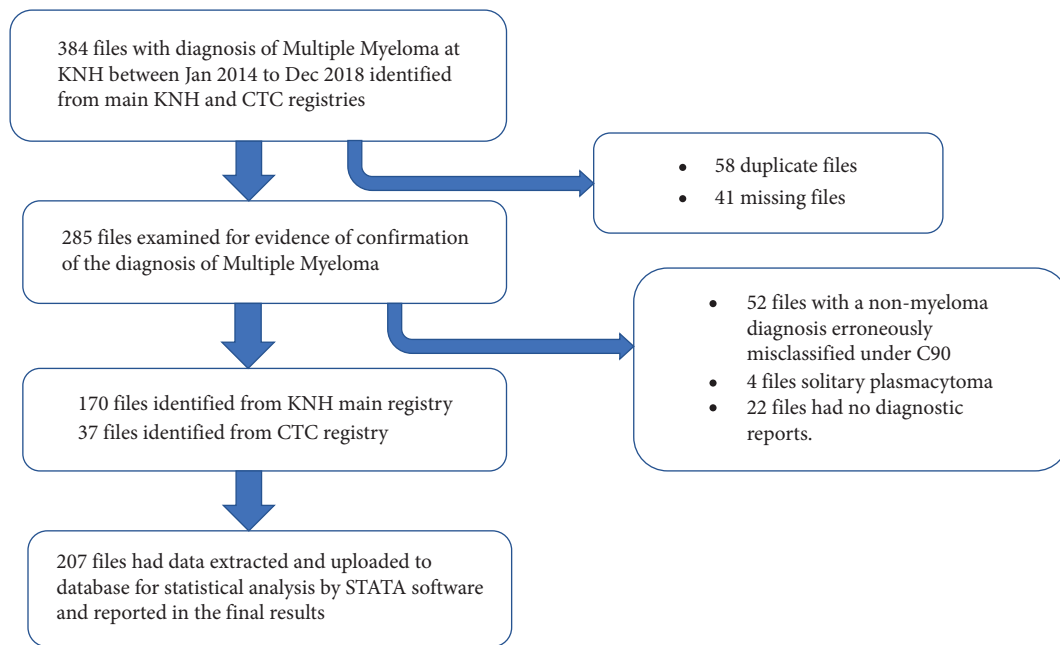 384 files with diagnosis of Multiple Myeloma at
KNH between Jan 2014 to Dec 2018 identified
from main KNH and CTC registries
• 58 duplicate files
• 41 missing files
285 files examined for evidence of confirmation
of the diagnosis of Multiple Myeloma
• 52 files with a non-myeloma
diagnosis erroneously
misclassified under C90
• 4 files solitary plasmacytoma
• 22 files had no diagnostic
reports.
170 files identified from KNH main registry
37 files identified from CTC registry
207 files had data extracted and uploaded to
database for statistical analysis by STATA software
and reported in the final results